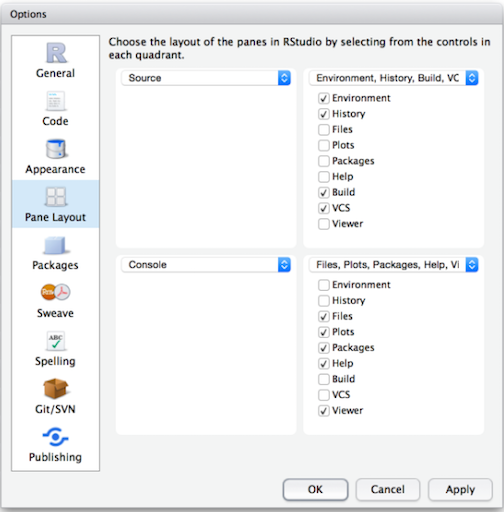 Options
Choose the layout of the panes in RStudio by selecting from the controls in
each quadrant.
General
Code
Appearance
Pane Layout
Packages
Sweave
ABC
Spelling
Git/SVN
Publishing
Source
Environment, History, Build, VC
Environment
History
Files
Plots
Packages
Help
Build
VCS
Viewer
Console
Files, Plots, Packages, Help, Vi
Environment
History
Files
Plots
Packages
Help
Build
VCS
Viewer
OK
Cancel
Apply